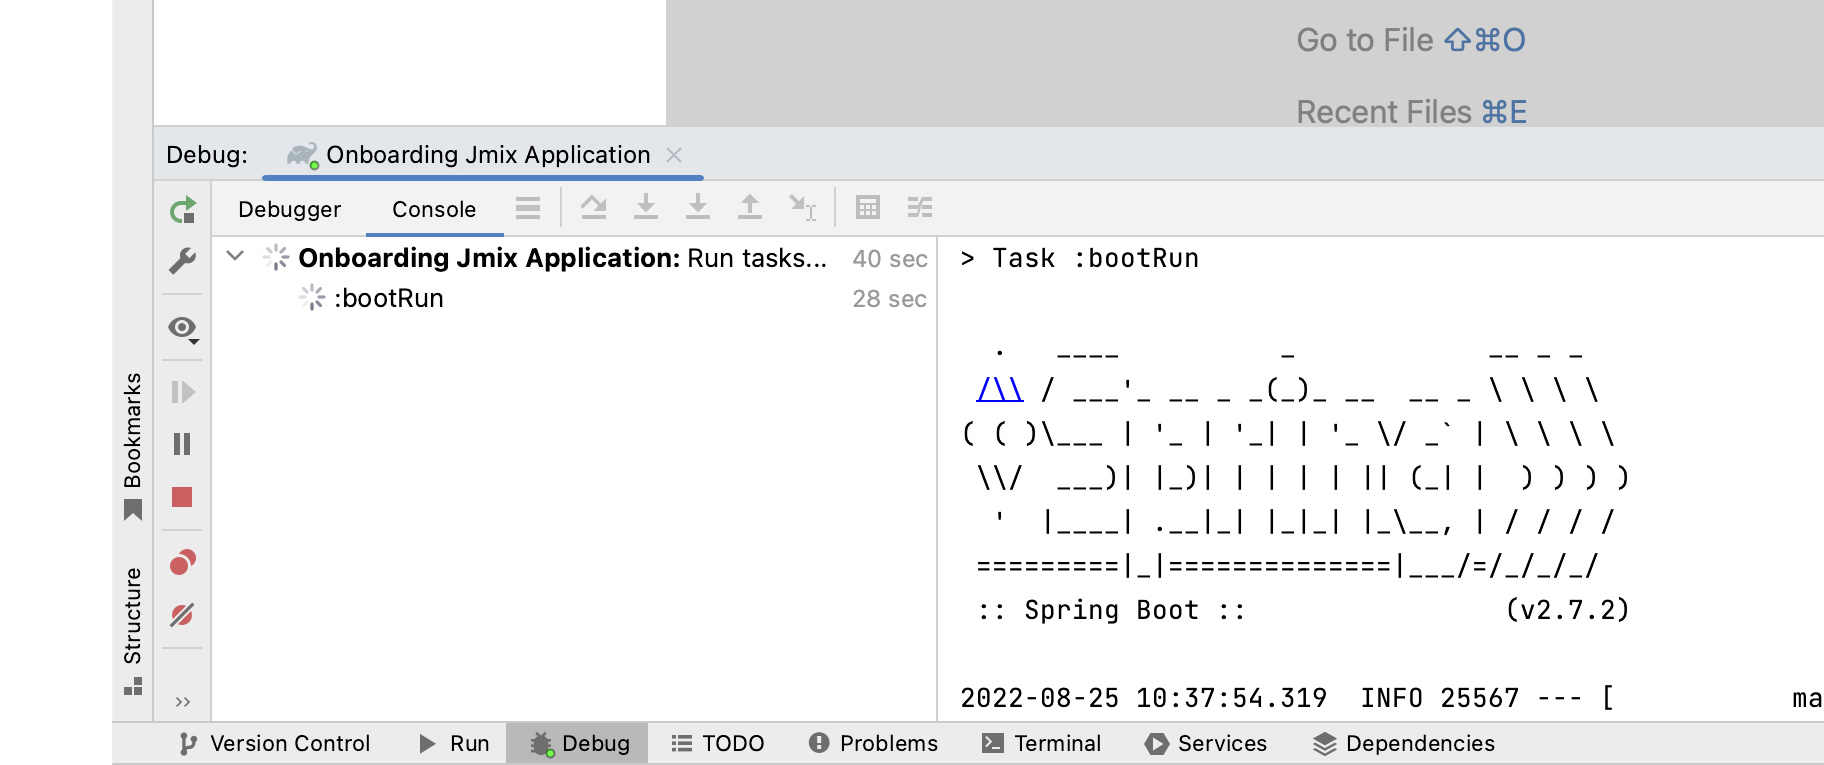 Go to File ⇧⌘O
Recent Files ⌘E
Debug: Onboarding Jmix Application
Debugger Console
Onboarding Jmix Application: Run tasks... 40 sec
:bootRun 28 sec
> Task :bootRun
  .   ____          _            __ _ _
 /\\ / ___'_ __ _ _(_)_ __  __ _ \ \ \ \
( ( )\___ | '_ | '_| | '_ \/ _` | \ \ \ \
 \\/  ___)| |_)| | | | | || (_| |  ) ) ) )
  '  |____| .__|_| |_|_| |_\__, | / / / /
 =========|_|==============|___/=/_/_/_/
 :: Spring Boot ::                (v2.7.2)
2022-08-25 10:37:54.319  INFO 25567 --- [           ma
Bookmarks
Structure
Version Control Run Debug TODO Problems Terminal Services Dependencies